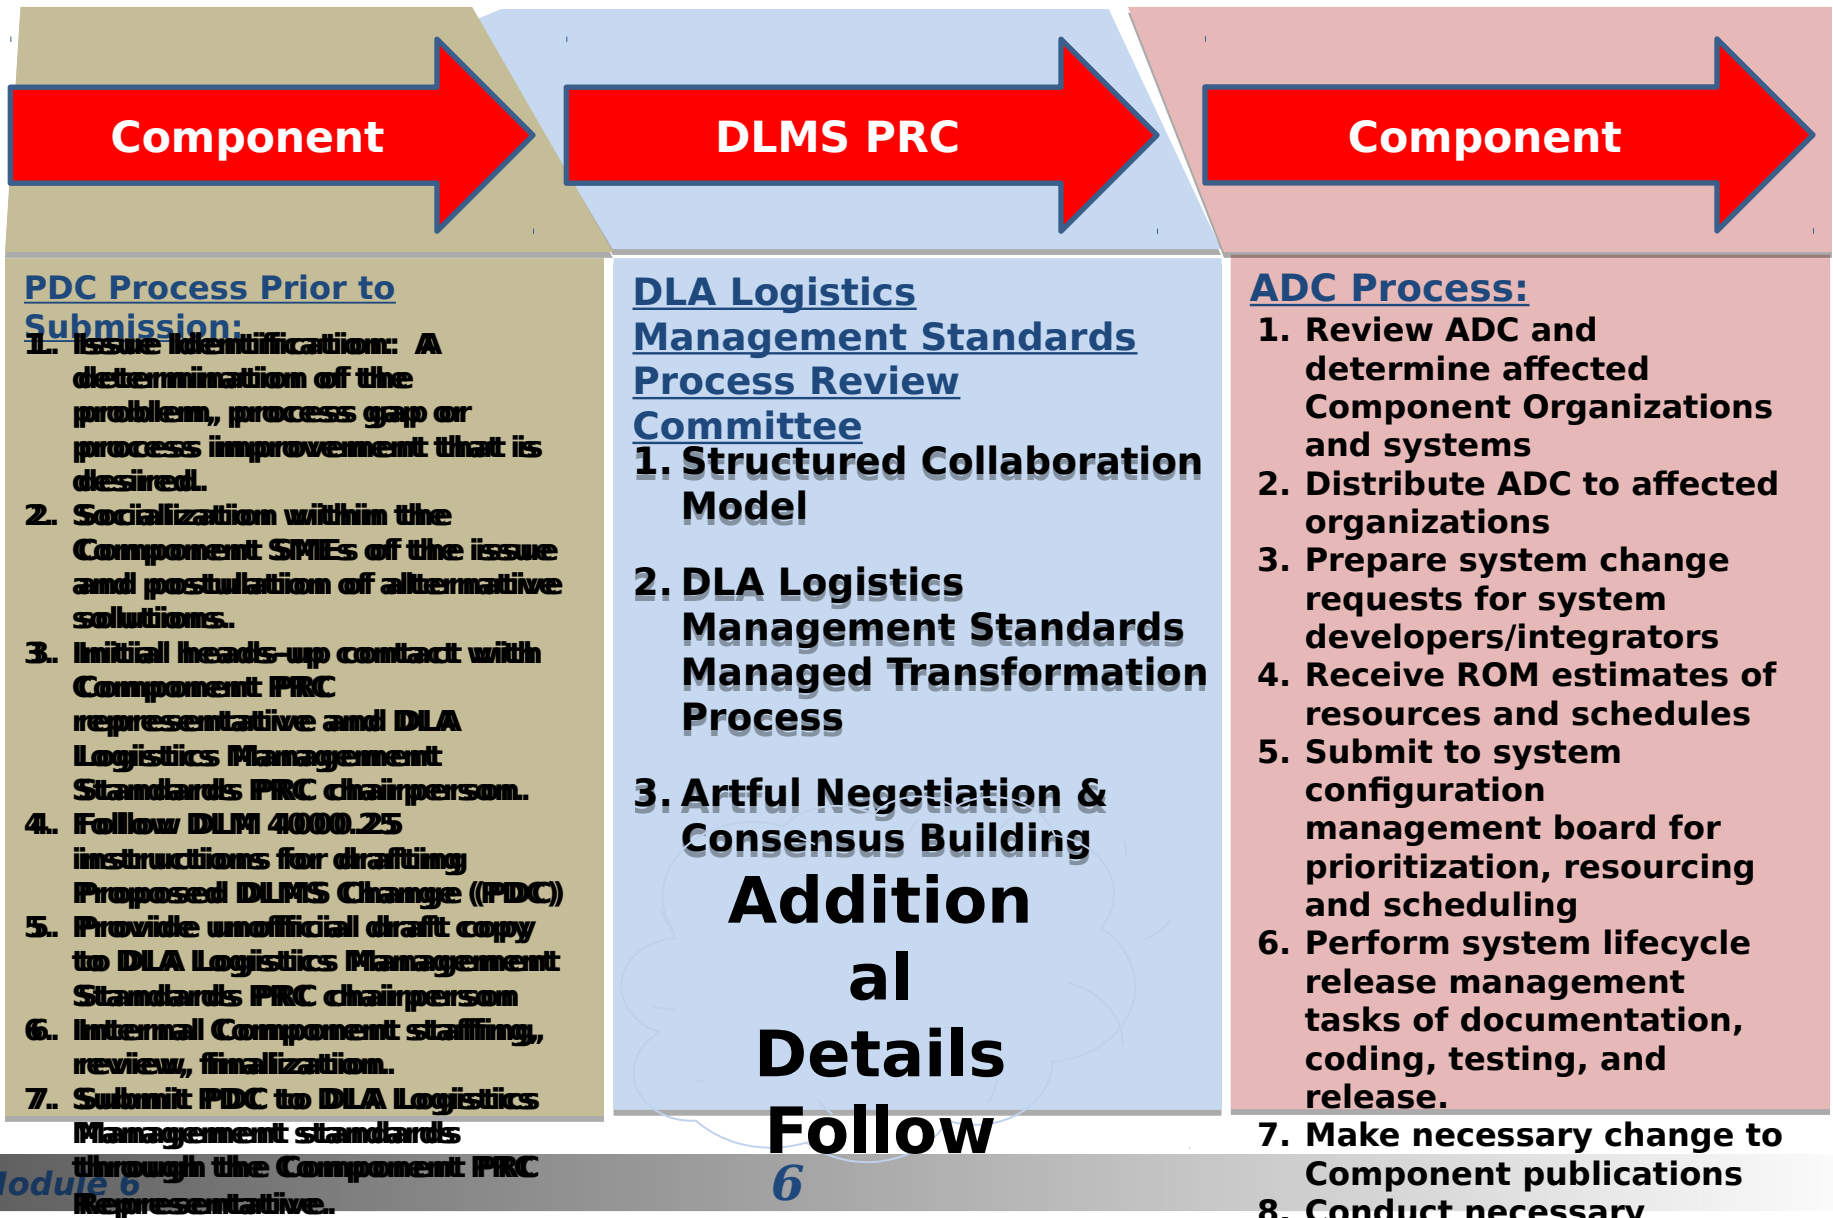 Component
DLMS PRC
Component
PDC Process Prior to
Submission:
1. Issue Identification: A
determination of the
problem, process gap or
process improvement that is
desired.
2. Socialization within the
Component SMEs of the issue
and postulation of alternative
solutions.
3. Initial heads-up contact with
Component PRC
representative and DLA
Logistics Management
Standards PRC chairperson.
4. Follow DLM 4000.25
instructions for drafting
Proposed DLMS Change (PDC)
5. Provide unofficial draft copy
to DLA Logistics Management
Standards PRC chairperson
6. Internal Component staffing,
review, finalization.
7. Submit PDC to DLA Logistics
Management standards
through the Component PRC
Representative.
DLA Logistics
Management Standards
Process Review
Committee
1. Structured Collaboration
Model
2. DLA Logistics
Management Standards
Managed Transformation
Process
3. Artful Negotiation &
Consensus Building
Addition
al
Details
Follow
ADC Process:
1. Review ADC and
determine affected
Component Organizations
and systems
2. Distribute ADC to affected
organizations
3. Prepare system change
requests for system
developers/integrators
4. Receive ROM estimates of
resources and schedules
5. Submit to system
configuration
management board for
prioritization, resourcing
and scheduling
6. Perform system lifecycle
release management
tasks of documentation,
coding, testing, and
release.
7. Make necessary change to
Component publications
8. Conduct necessary
odule 6
6